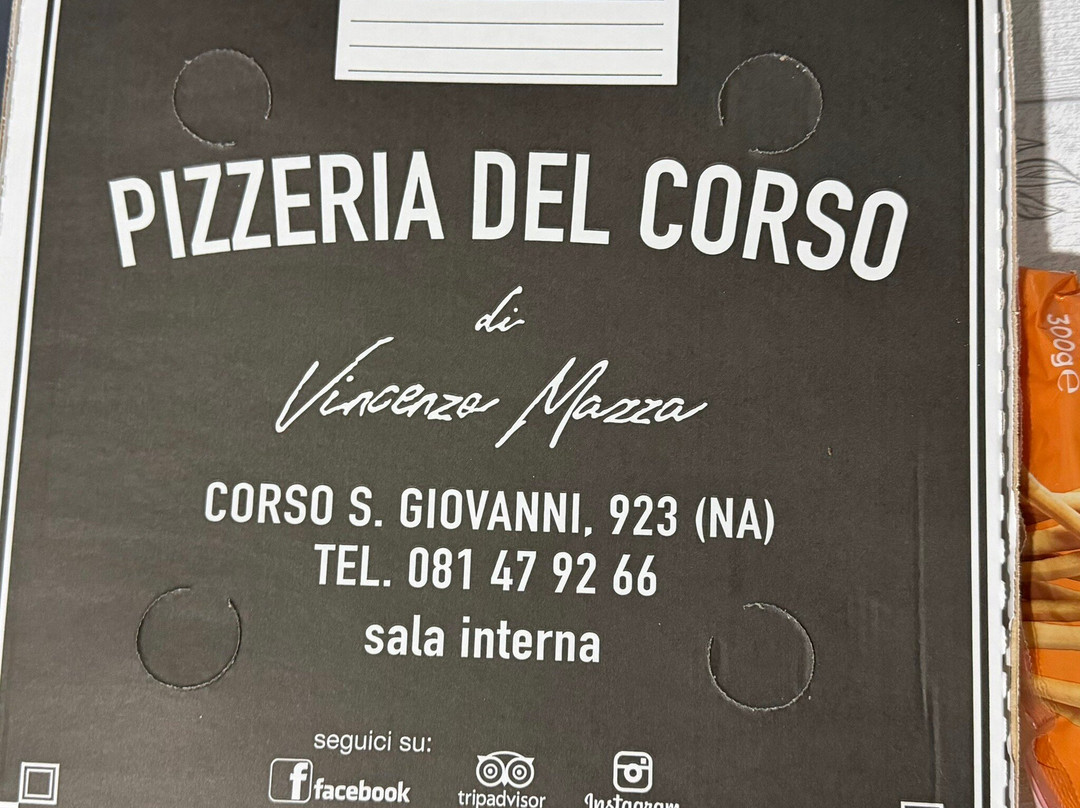 PIZZERIA DEL CORSO
di
Vincenzo Mazza
CORSO S. GIOVANNI, 923 (NA)
TEL. 081 47 92 66
sala interna
seguici su:
facebook
tripadvisor
Instagram
300g e